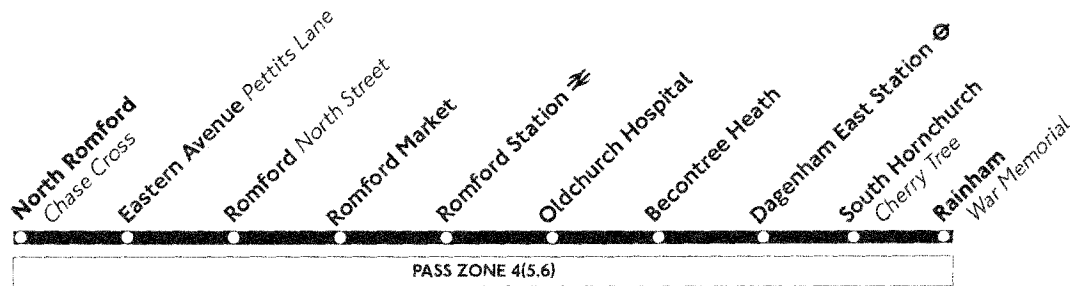 North Romford
Chase Cross
Eastern Avenue Pettits Lane
Romford North Street
Romford Market
Romford Station
Oldchurch Hospital
Becontree Heath
Dagenham East Station
South Hornchurch
Cherry Tree
Rainham
War Memorial
PASS ZONE 4(5.6)